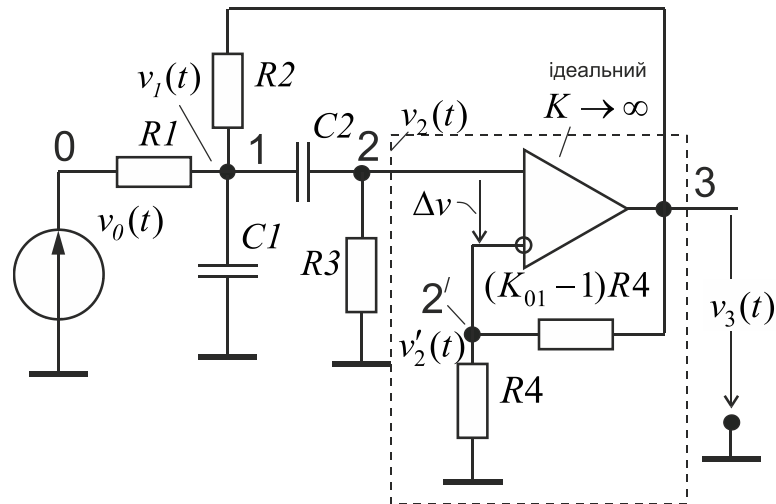 ідеальний
K → ∞
v₁(t)
R2
C2
v₂(t)
0
R1
1
2
3
v₀(t)
C1
Δv
R3
(K₀₁ −1)R4
2′
v₃(t)
v′₂(t)
R4